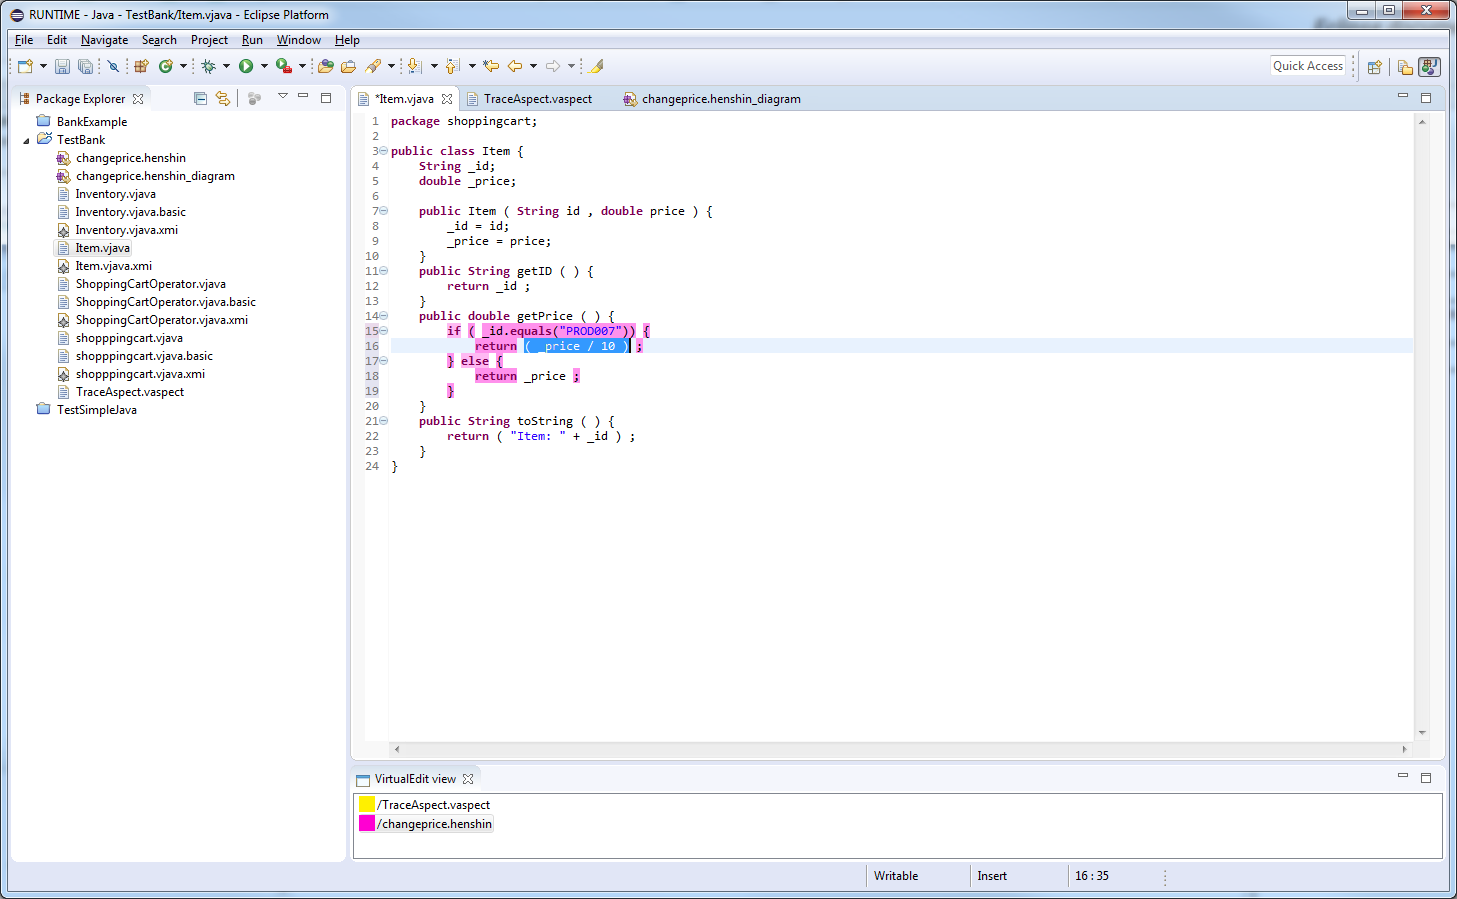 RUNTIME - Java - TestBank/Item.vjava - Eclipse Platform
File Edit Navigate Search Project Run Window Help
Quick Access
Package Explorer
BankExample
TestBank
changeprice.henshin
changeprice.henshin_diagram
Inventory.vjava
Inventory.vjava.basic
Inventory.vjava.xmi
Item.vjava
Item.vjava.xmi
ShoppingCartOperator.vjava
ShoppingCartOperator.vjava.basic
ShoppingCartOperator.vjava.xmi
shopppingcart.vjava
shopppingcart.vjava.basic
shopppingcart.vjava.xmi
TraceAspect.vaspect
TestSimpleJava
*Item.vjava TraceAspect.vaspect changeprice.henshin_diagram
1 package shoppingcart;
2
3 public class Item {
4 String _id;
5 double _price;
6
7 public Item ( String id , double price ) {
8 _id = id;
9 _price = price;
10 }
11 public String getID ( ) {
12 return _id ;
13 }
14 public double getPrice ( ) {
15 if ( _id.equals("PROD007")) {
16 return ( _price / 10 ) ;
17 } else {
18 return _price ;
19 }
20 }
21 public String toString ( ) {
22 return ( "Item: " + _id ) ;
23 }
24 }
VirtualEdit view
/TraceAspect.vaspect
/changeprice.henshin
Writable Insert 16 : 35